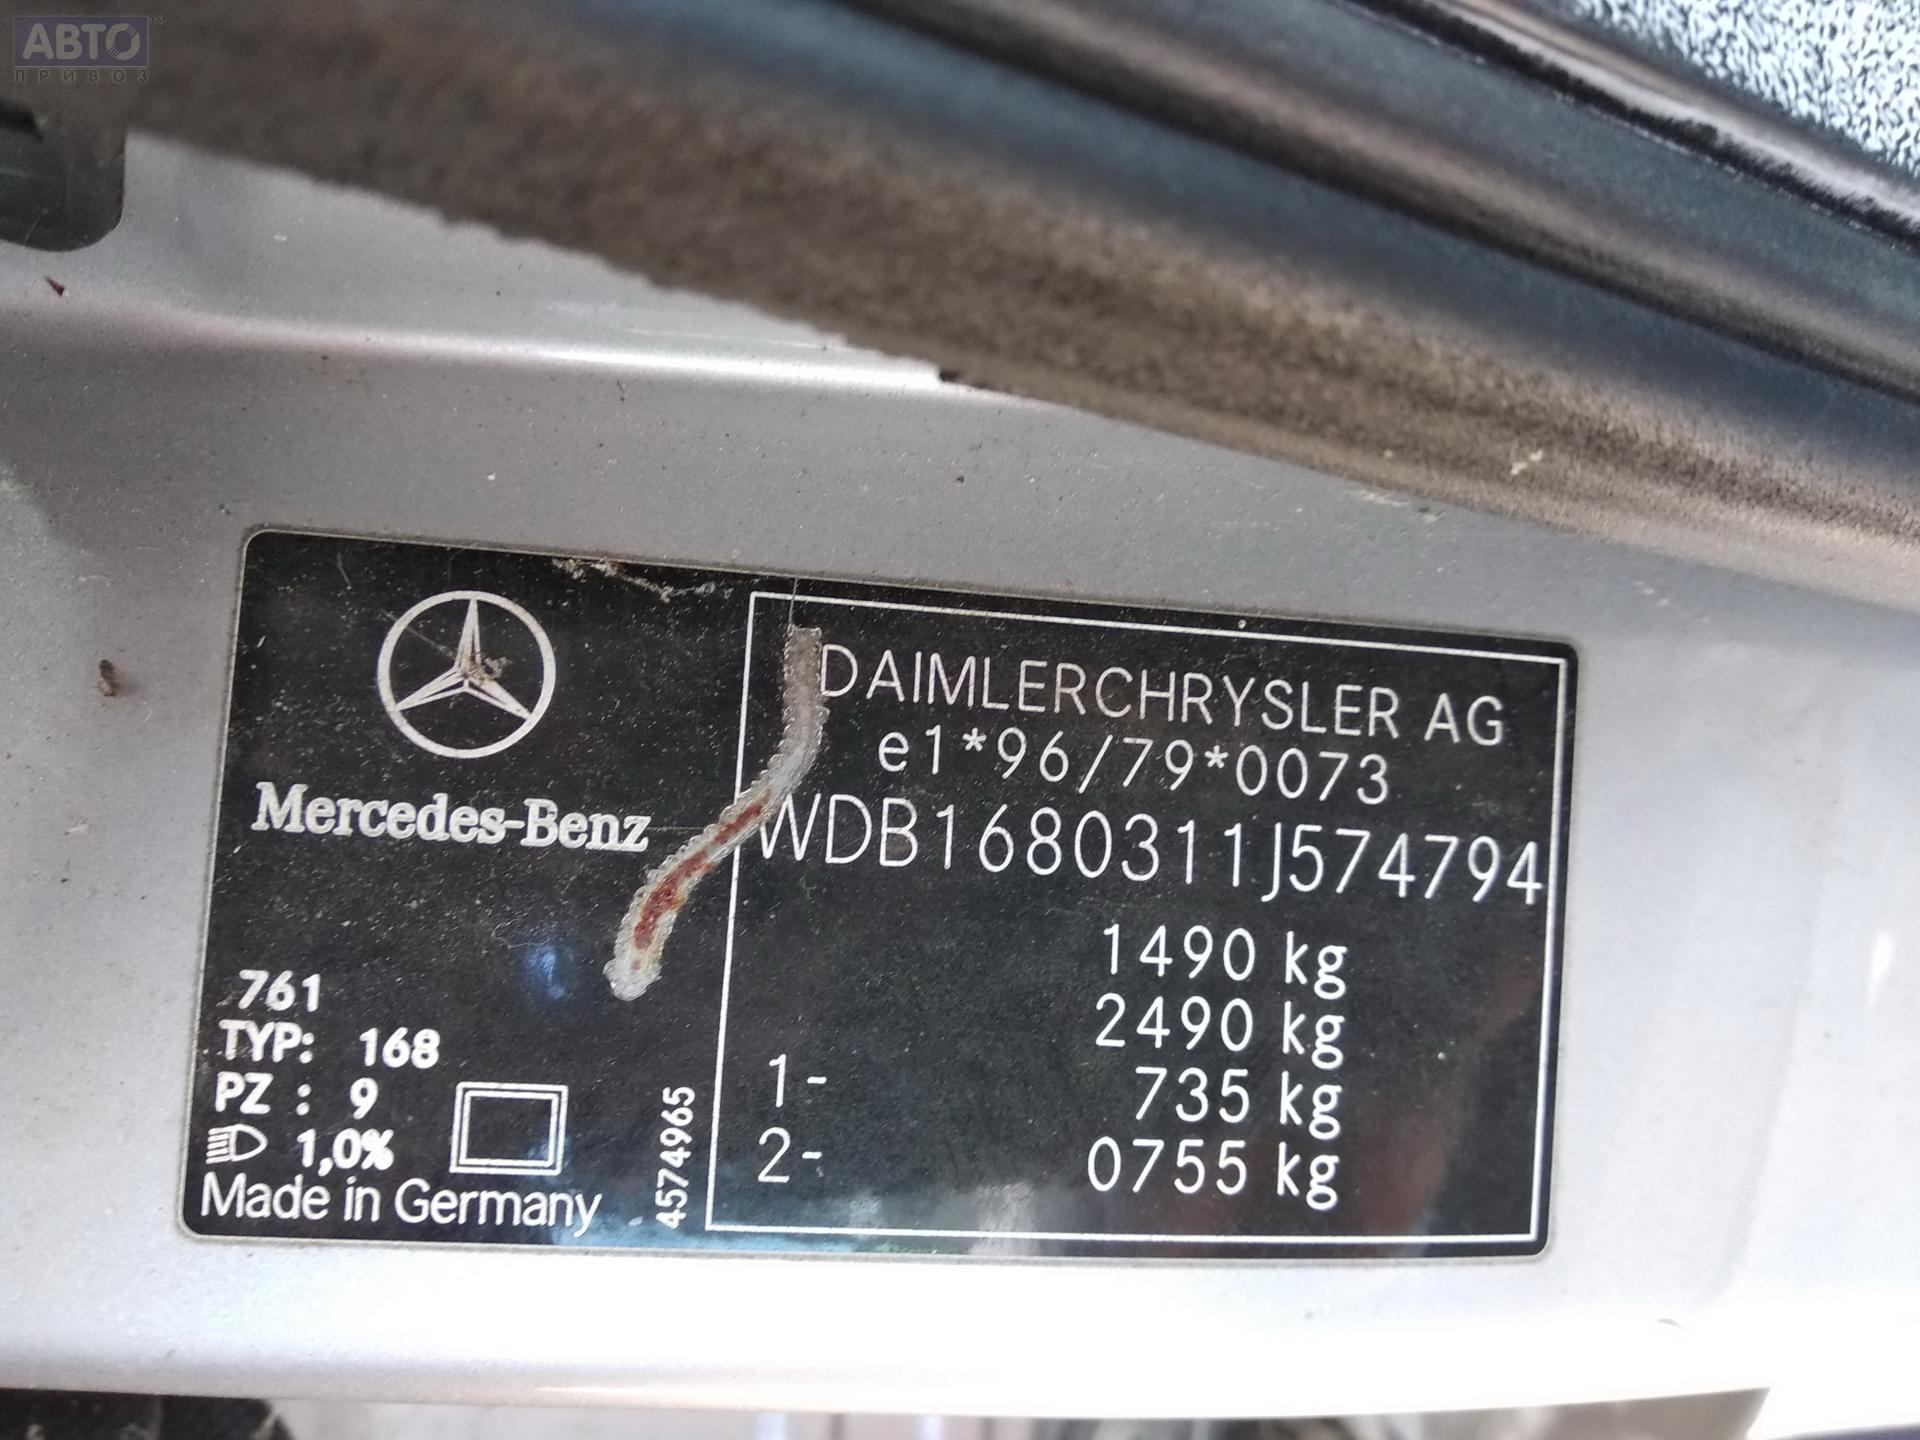 АВТО
ПРИВОЗ
Mercedes-Benz
761
TYP: 168
PZ : 9
1,0%
Made in Germany
4574965
DAIMLERCHRYSLER AG
e1*96/79*0073
WDB1680311J574794
1490 kg
2490 kg
1- 735 kg
2- 0755 kg